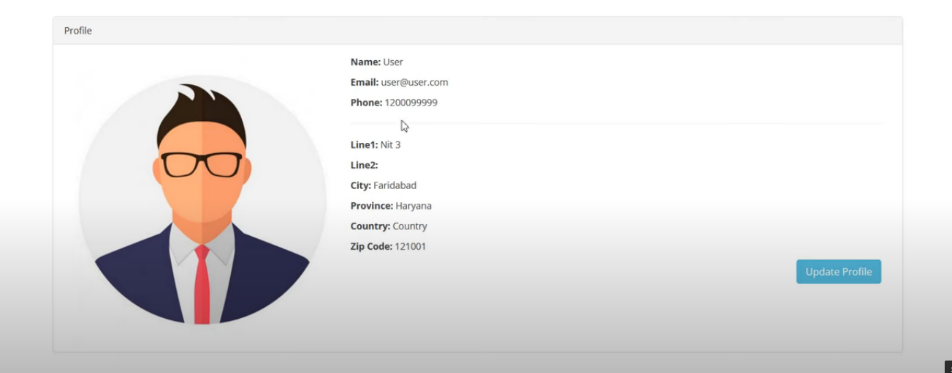 Profile
Name: User
Email: user@user.com
Phone: 1200099999
Line1: Nit 3
Line2:
City: Faridabad
Province: Haryana
Country: Country
Zip Code: 121001
Update Profile